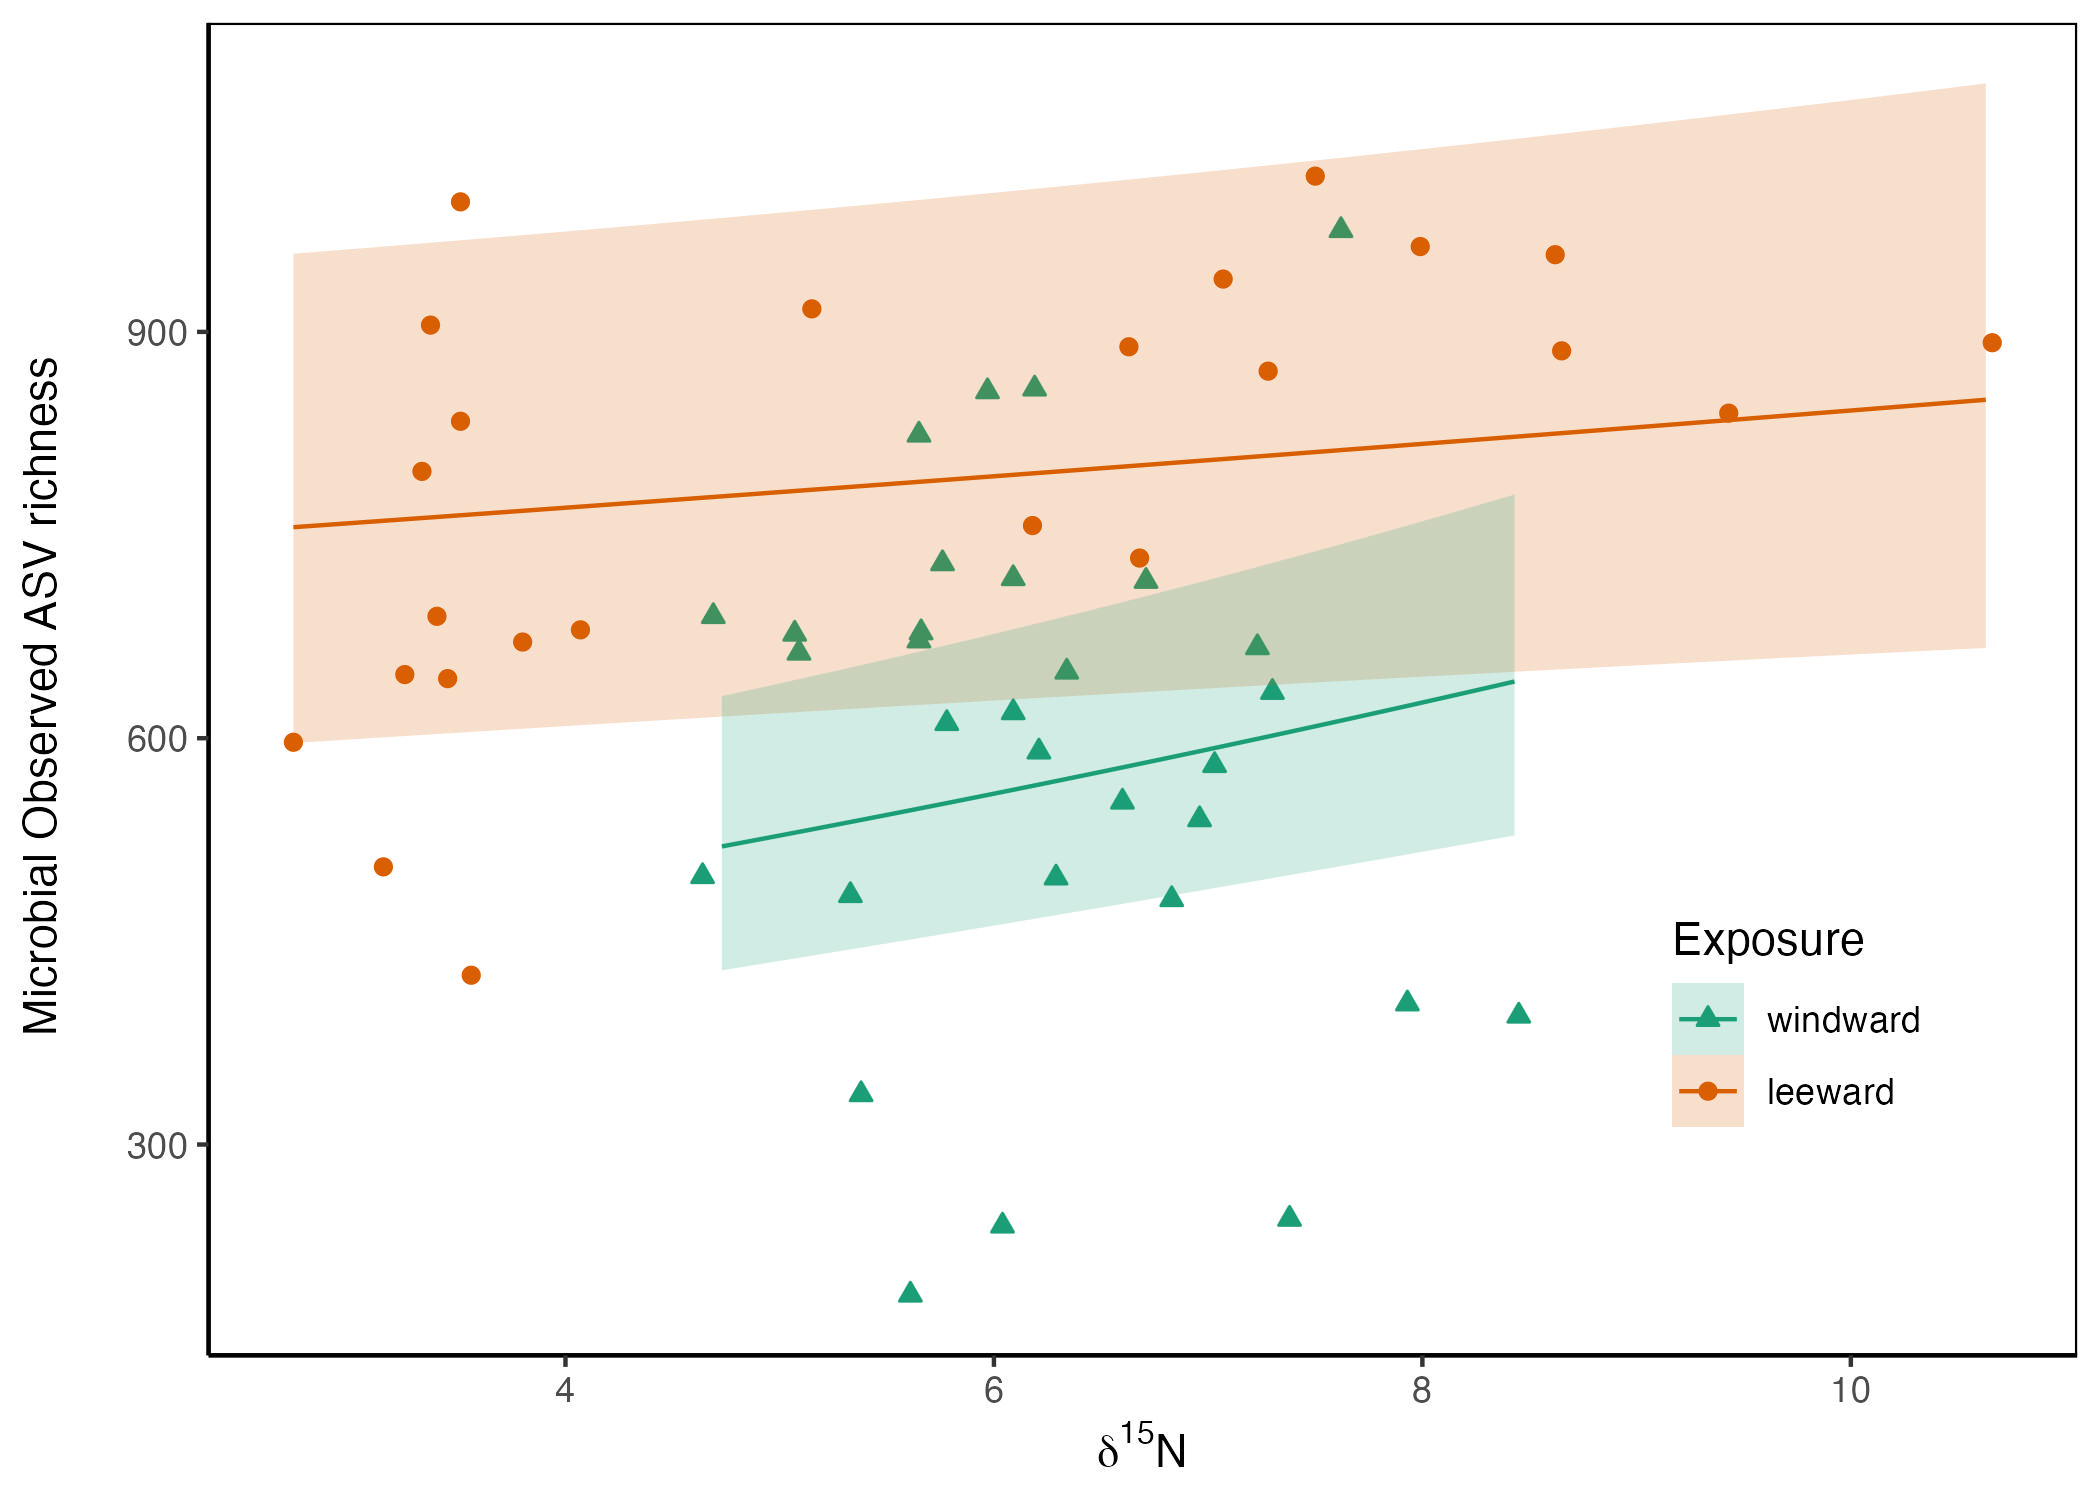 Microbial Observed ASV richness
900
600
300
4
6
8
10
δ¹⁵N
Exposure
windward
leeward